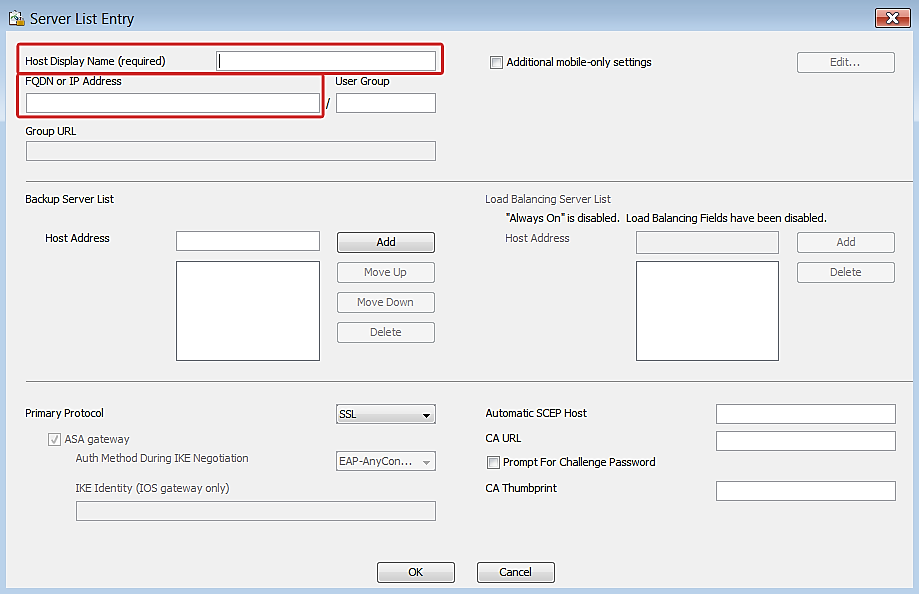 Server List Entry
Host Display Name (required)
Additional mobile-only settings
Edit...
FQDN or IP Address
User Group
/
Group URL
Backup Server List
Load Balancing Server List
"Always On" is disabled. Load Balancing Fields have been disabled.
Host Address
Add
Host Address
Add
Move Up
Delete
Move Down
Delete
Primary Protocol
SSL
Automatic SCEP Host
ASA gateway
CA URL
Auth Method During IKE Negotiation
EAP-AnyCon...
Prompt For Challenge Password
IKE Identity (IOS gateway only)
CA Thumbprint
OK
Cancel